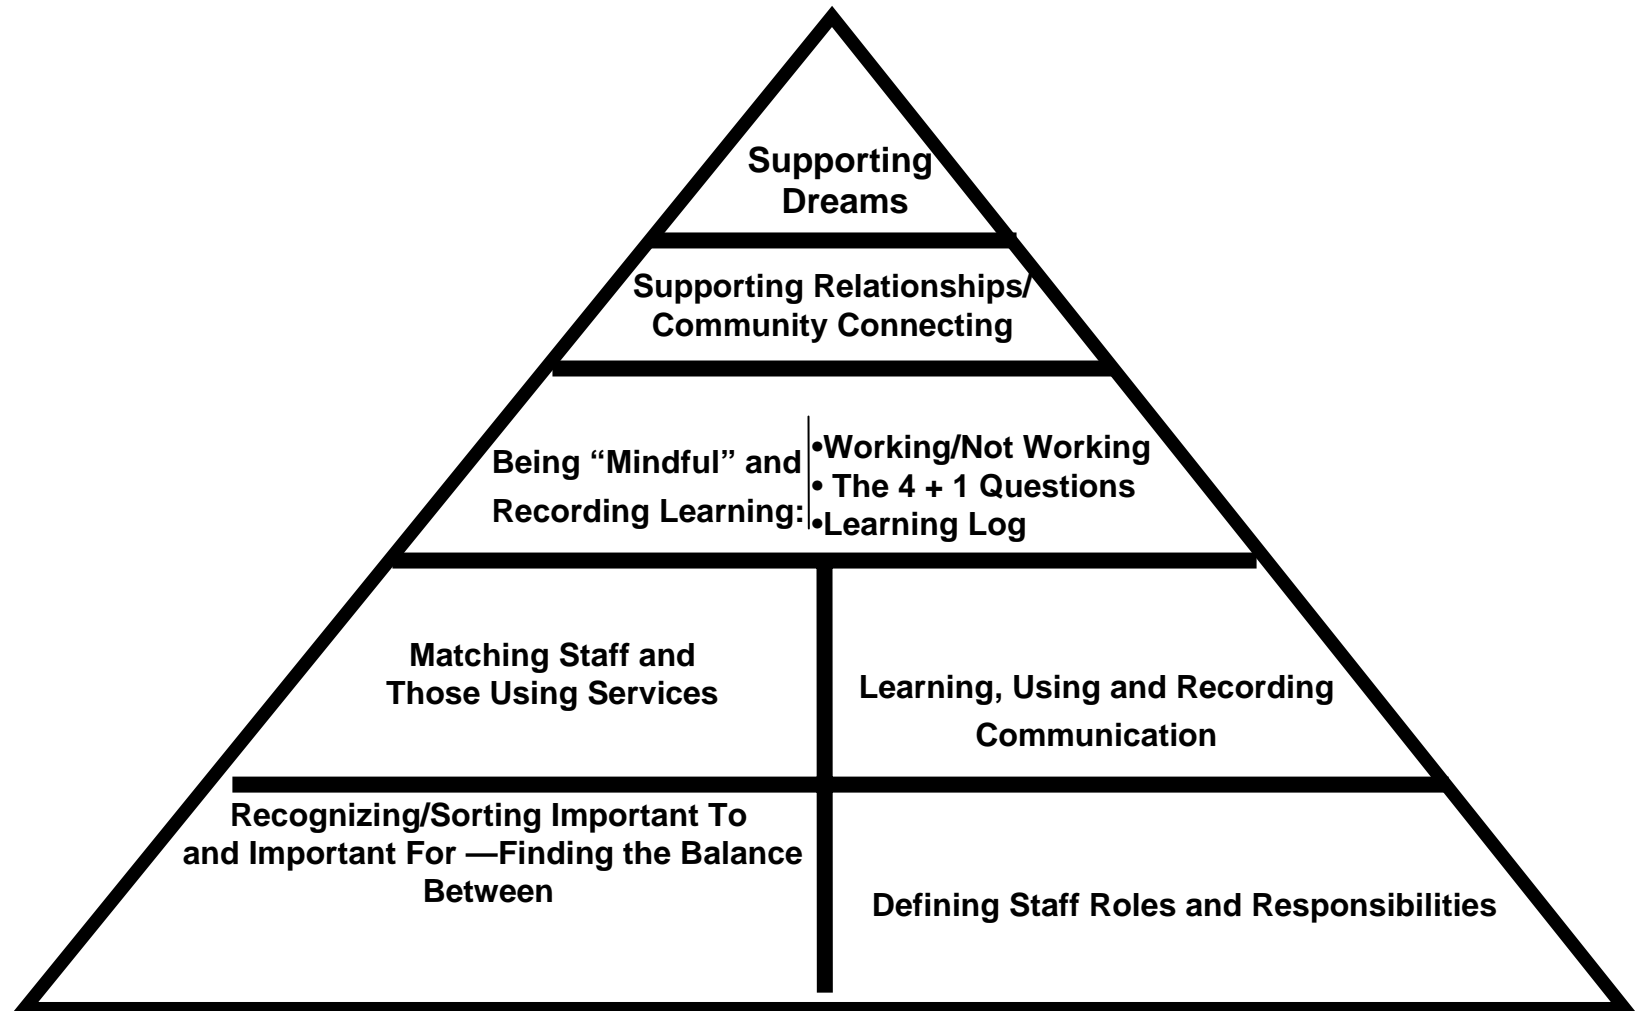 Supporting
Dreams
Supporting Relationships/
Community Connecting
Being “Mindful” and
Recording Learning:
•Working/Not Working
• The 4 + 1 Questions
•Learning Log
Matching Staff and
Those Using Services
Learning, Using and Recording
Communication
Recognizing/Sorting Important To
and Important For —Finding the Balance
Between
Defining Staff Roles and Responsibilities